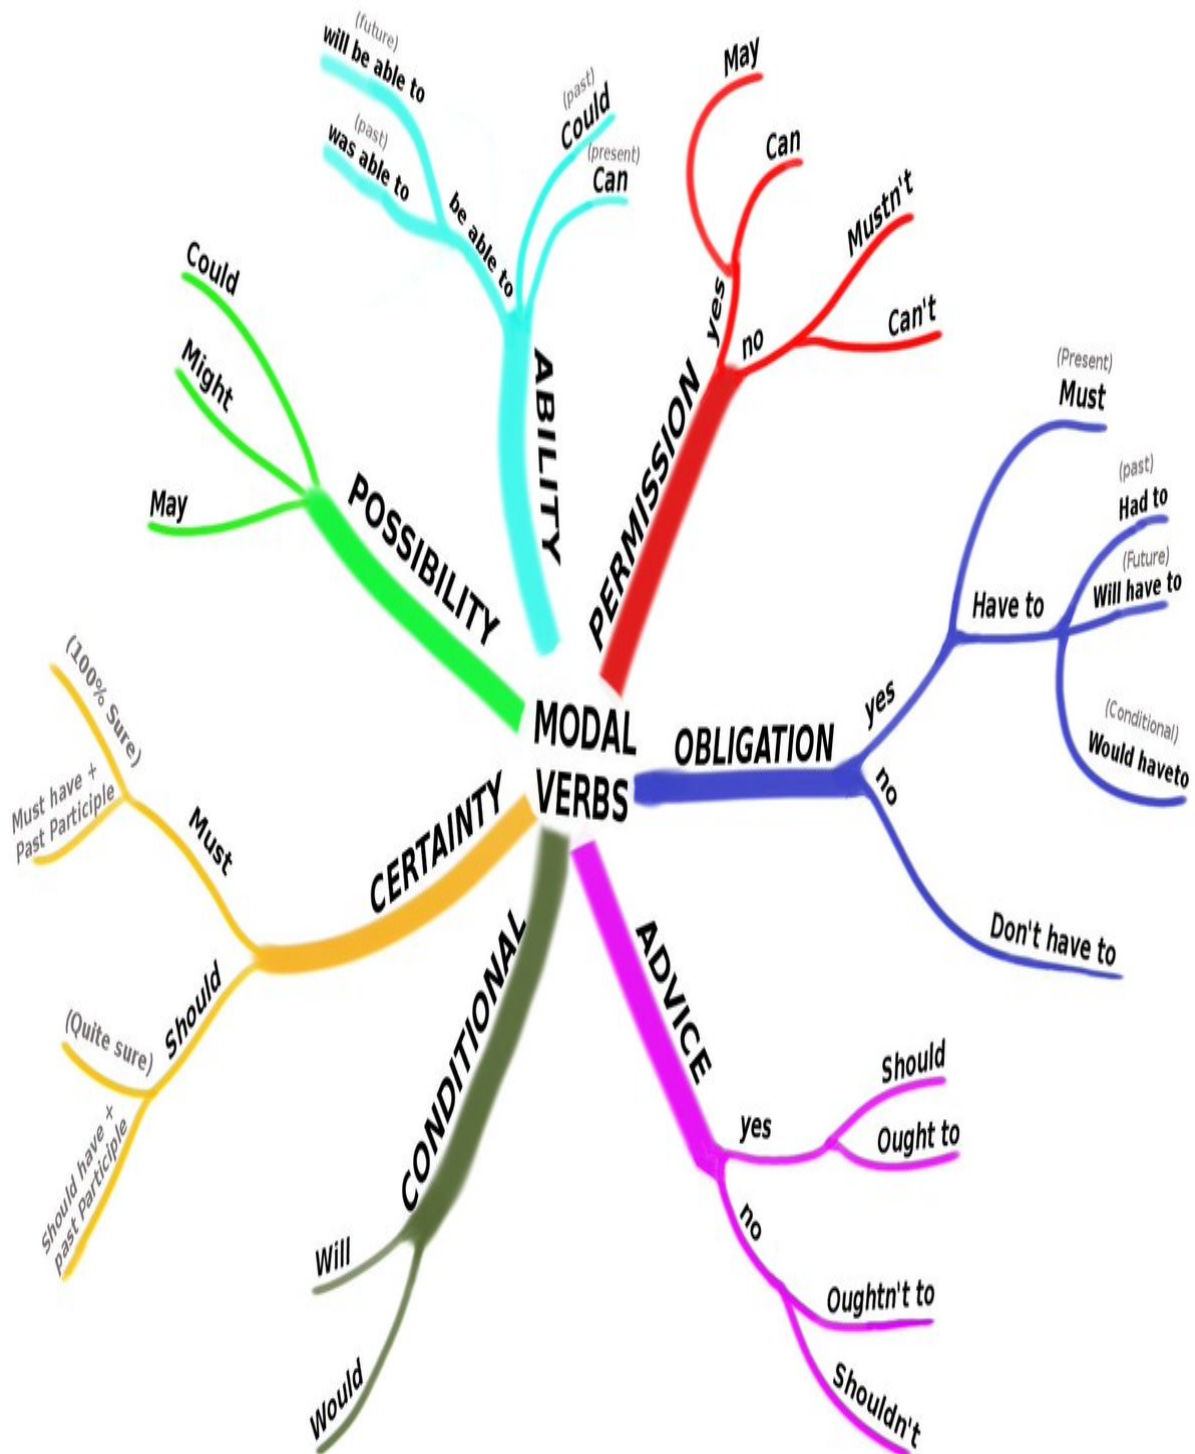 MODAL
VERBS
ABILITY
be able to
(future)
will be able to
(past)
was able to
(past)
Could
(present)
Can
PERMISSION
yes
May
Can
no
Mustn't
Can't
OBLIGATION
yes
(Present)
Must
Have to
(past)
Had to
(Future)
Will have to
(Conditional)
Would haveto
no
Don't have to
ADVICE
yes
Should
Ought to
no
Oughtn't to
Shouldn't
CONDITIONAL
Will
Would
CERTAINTY
Must
(100% Sure)
Must have +
Past Participle
Should
(Quite sure)
Should have +
past Participle
POSSIBILITY
Could
Might
May